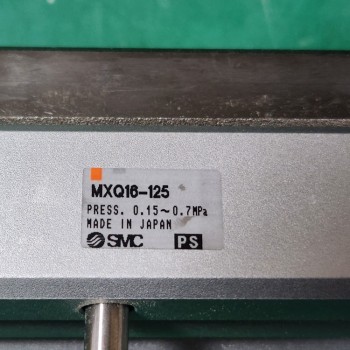 MXQ16-125
PRESS. 0.15~0.7MPa
MADE IN JAPAN
SMC PS